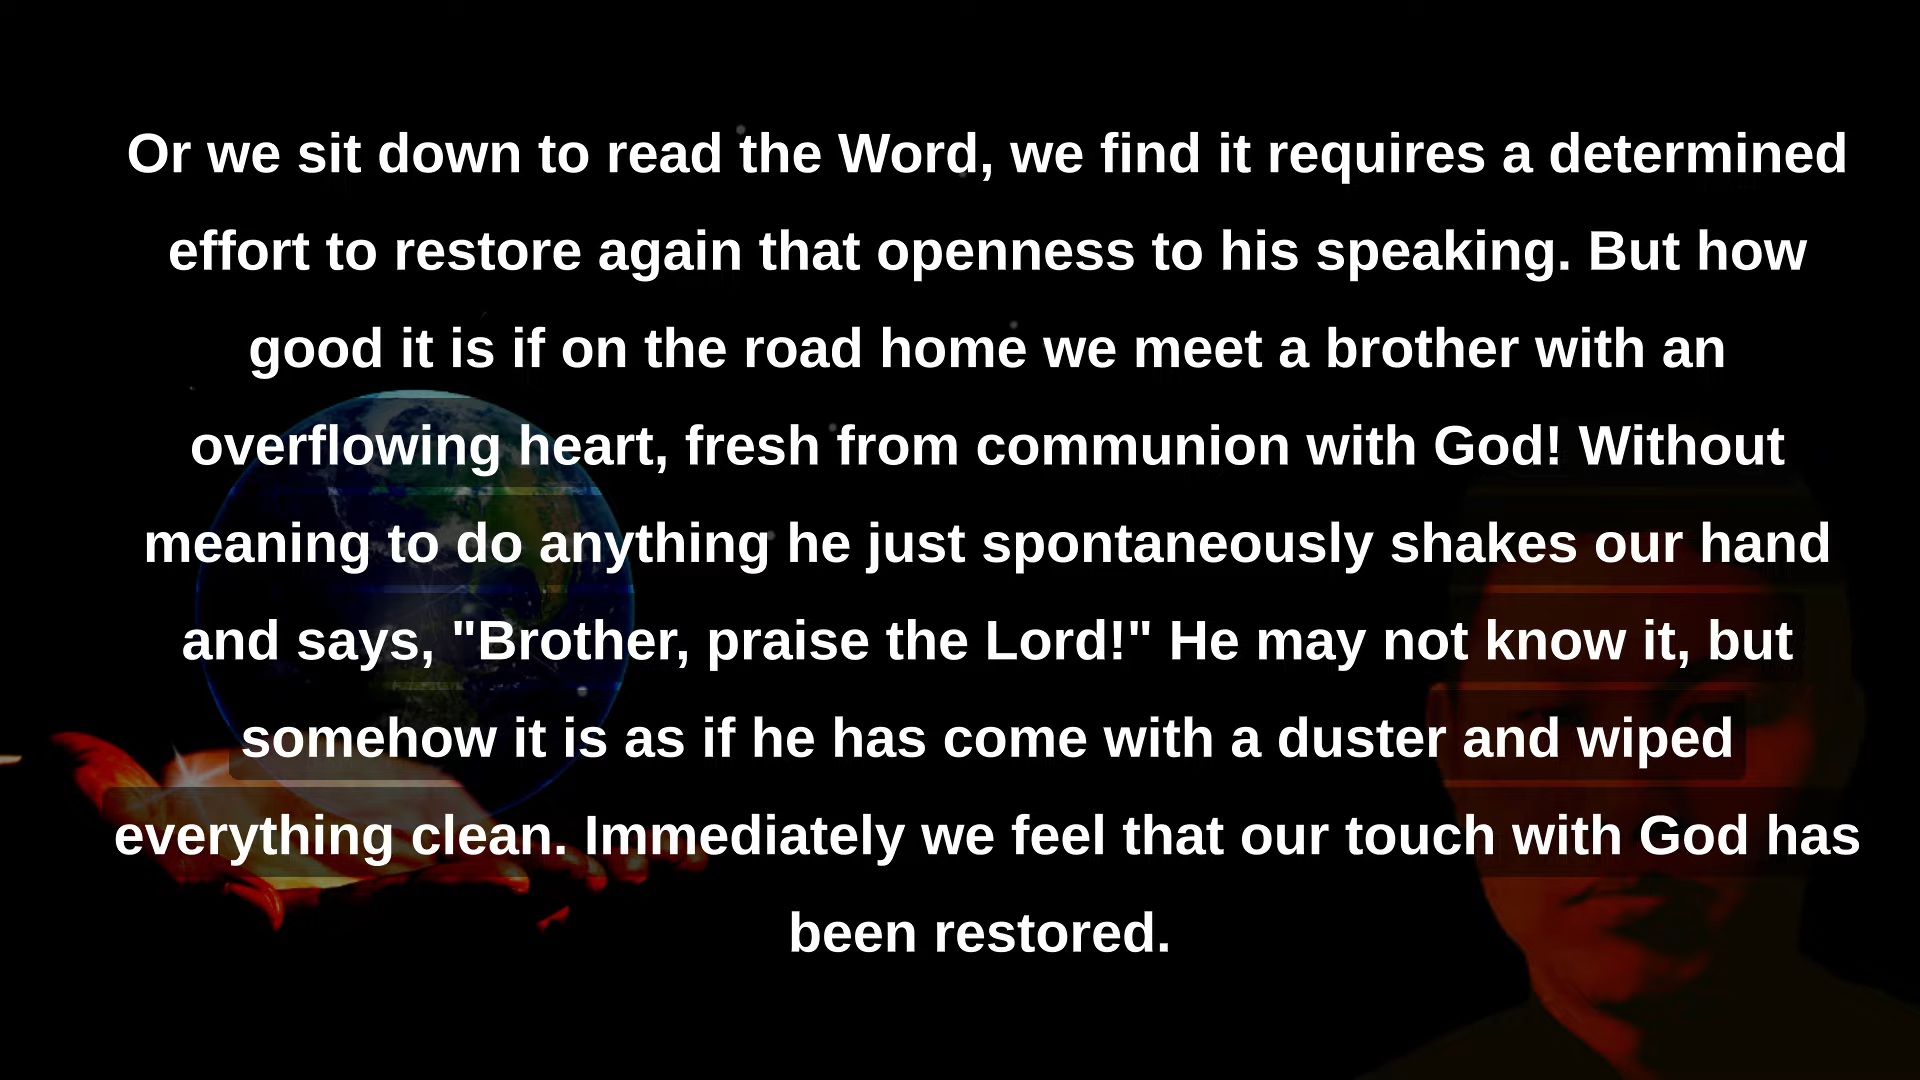 Or we sit down to read the Word, we find it requires a determined
effort to restore again that openness to his speaking. But how
good it is if on the road home we meet a brother with an
overflowing heart, fresh from communion with God! Without
meaning to do anything he just spontaneously shakes our hand
and says, "Brother, praise the Lord!" He may not know it, but
somehow it is as if he has come with a duster and wiped
everything clean. Immediately we feel that our touch with God has
been restored.